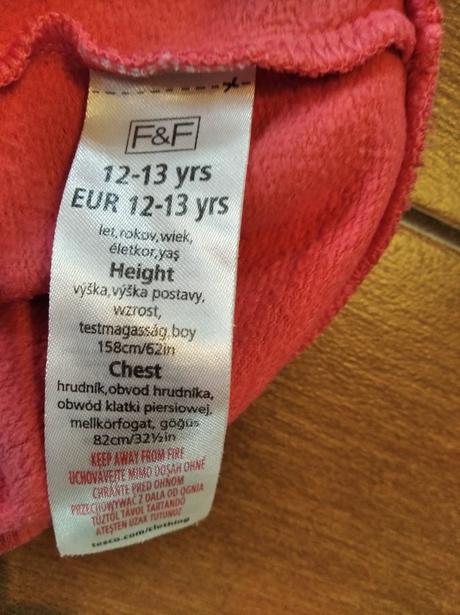 F&F
12-13 yrs
EUR 12-13 yrs
let,rokov,wiek,
életkor,yaş
Height
výška,výška postavy,
wzrost,
testmagasság,boy
158cm/62in
Chest
hrudník,obvod hrudníka,
obwód klatki piersiowej,
mellkörfogat, göğüs
82cm/32½in
KEEP AWAY FROM FIRE
UCHOVÁVEJTE MIMO DOSAH OHNĚ
CHRÁŇTE PRED OHŇOM
PRZECHOWYWAĆ Z DALA OD OGNIA
TŰZTŐL TÁVOL TARTANDÓ
ATEŞTEN UZAK TUTUNUZ
tesco.com/clothing